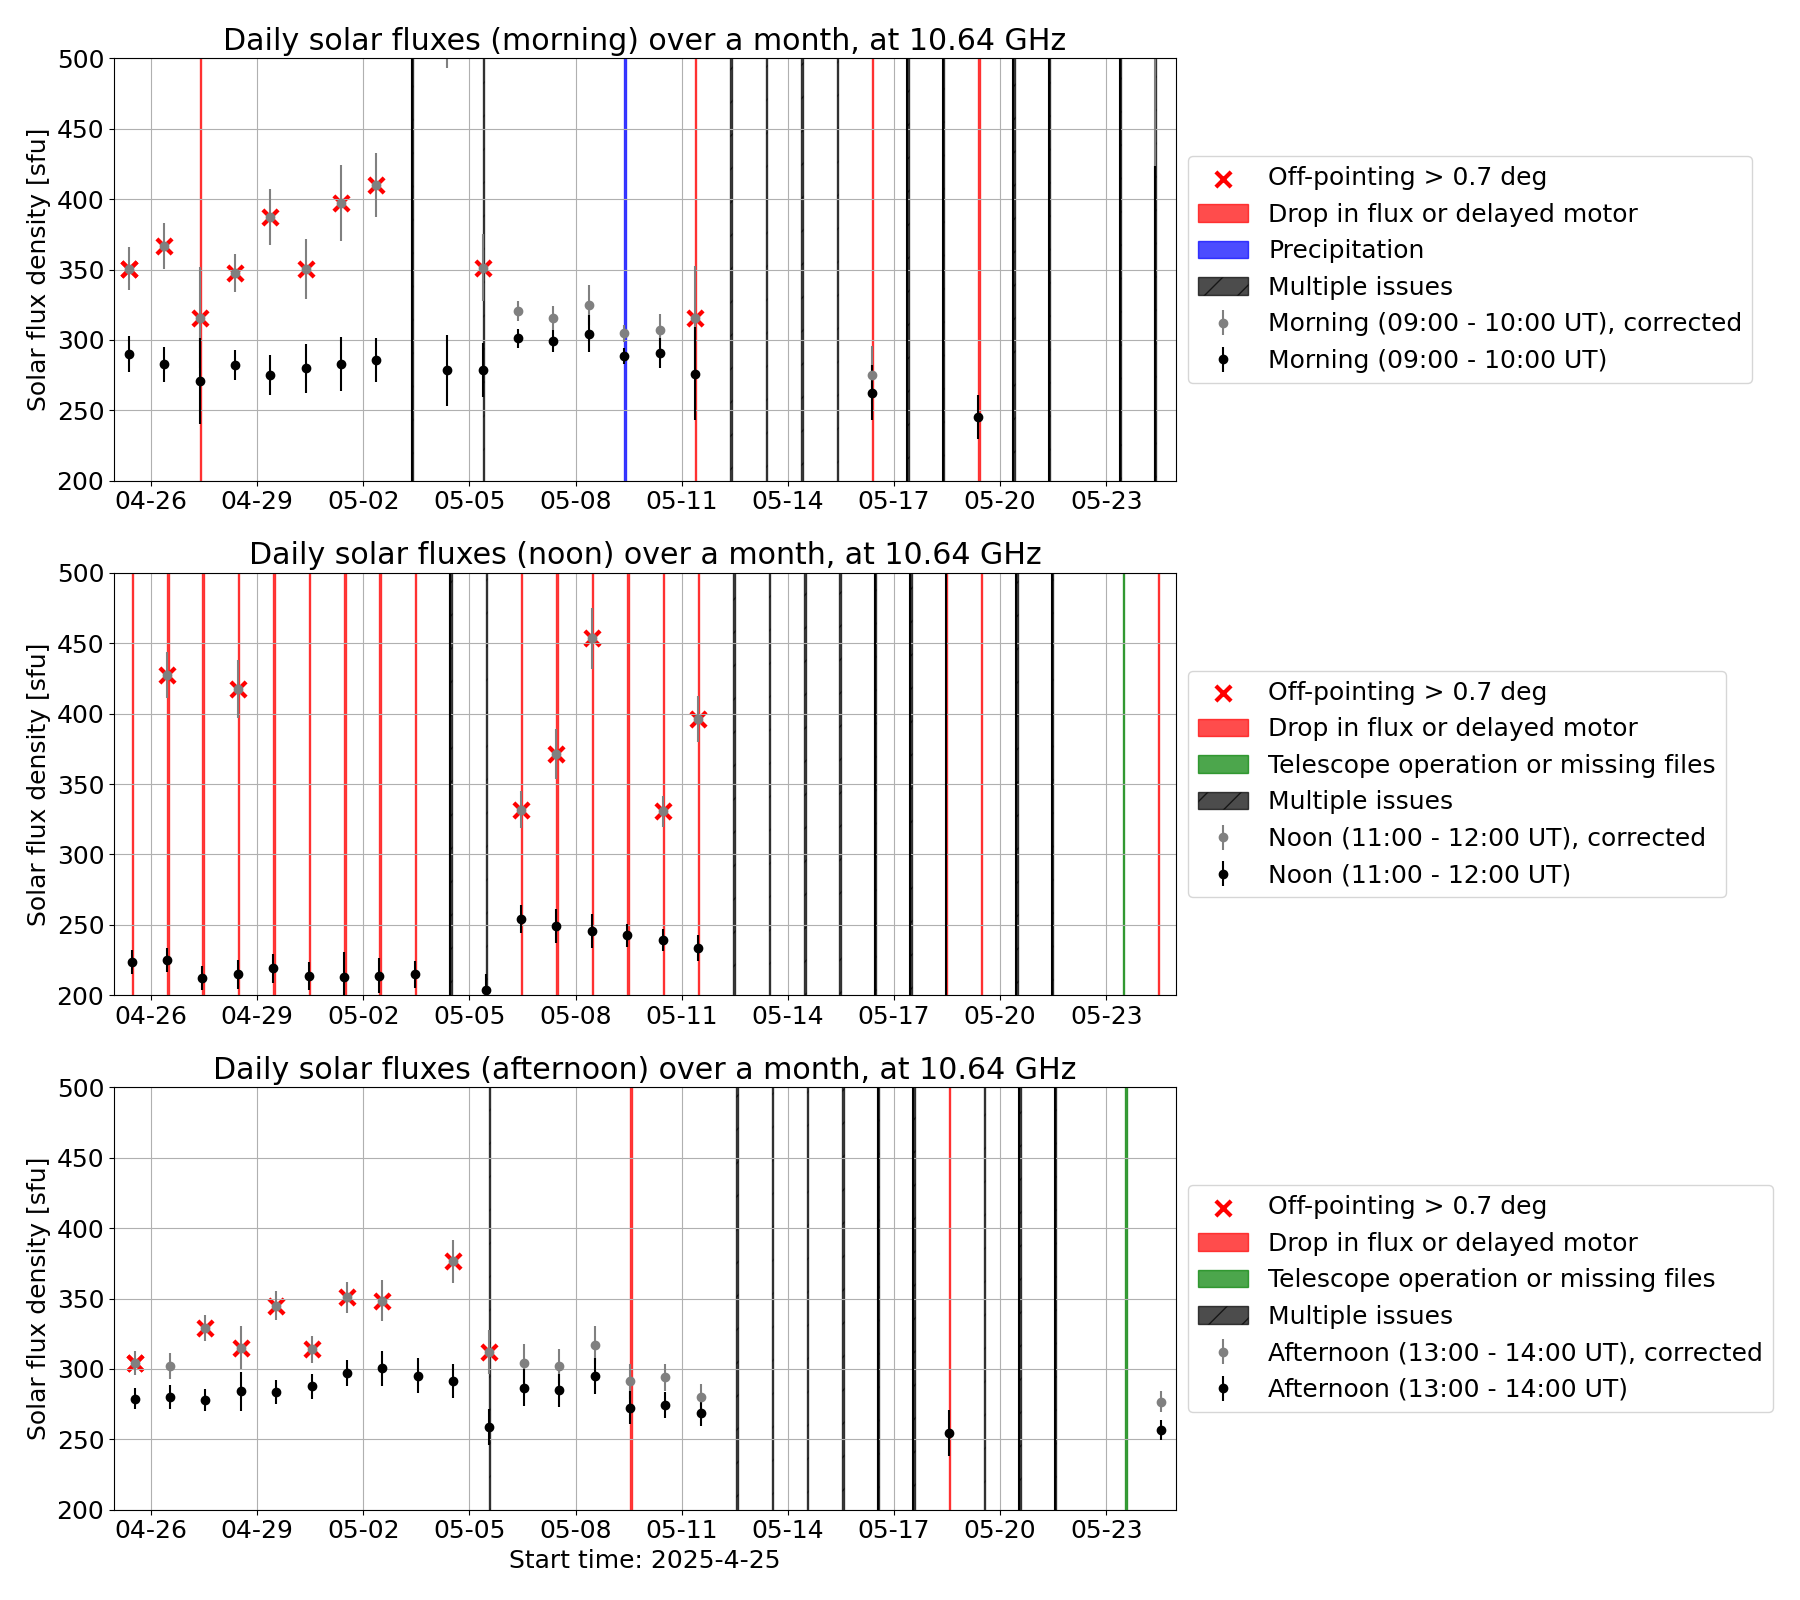 Daily solar fluxes (morning) over a month, at 10.64 GHz
Solar flux density [sfu]
500
450
400
350
300
250
200
04-26 04-29 05-02 05-05 05-08 05-11 05-14 05-17 05-20 05-23
Off-pointing > 0.7 deg
Drop in flux or delayed motor
Precipitation
Multiple issues
Morning (09:00 - 10:00 UT), corrected
Morning (09:00 - 10:00 UT)
Daily solar fluxes (noon) over a month, at 10.64 GHz
Solar flux density [sfu]
500
450
400
350
300
250
200
04-26 04-29 05-02 05-05 05-08 05-11 05-14 05-17 05-20 05-23
Off-pointing > 0.7 deg
Drop in flux or delayed motor
Telescope operation or missing files
Multiple issues
Noon (11:00 - 12:00 UT), corrected
Noon (11:00 - 12:00 UT)
Daily solar fluxes (afternoon) over a month, at 10.64 GHz
Solar flux density [sfu]
500
450
400
350
300
250
200
04-26 04-29 05-02 05-05 05-08 05-11 05-14 05-17 05-20 05-23
Start time: 2025-4-25
Off-pointing > 0.7 deg
Drop in flux or delayed motor
Telescope operation or missing files
Multiple issues
Afternoon (13:00 - 14:00 UT), corrected
Afternoon (13:00 - 14:00 UT)